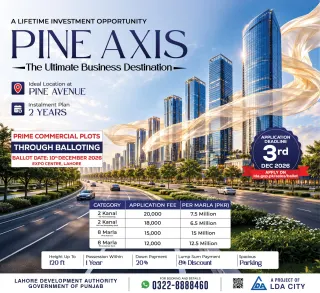 A LIFETIME INVESTMENT OPPORTUNITY
PINE AXIS
The Ultimate Business Destination
Ideal Location at
PINE AVENUE
Instalment Plan
2 YEARS
PRIME COMMERCIAL PLOTS
THROUGH BALLOTING
BALLOT DATE: 10th DECEMBER 2026
EXPO CENTER, LAHORE
APPLICATION
DEADLINE
3rd
DEC 2026
APPLY ON
CATEGORY APPLICATION FEE PER MARLA (PKR)
2 Kanal 20,000 7.5 Million
2 Kanal 18,000 6.5 Million
8 Marla 15,000 15 Million
8 Marla 12,000 12.5 Million
Height Up To
120 ft
Possession Within
1 Year
Down Payment
20%
Lump Sum Payment
8% Discount
Spacious
Parking
LAHORE DEVELOPMENT AUTHORITY
GOVERNMENT OF PUNJAB
FOR BOOKING AND DETAILS
0322-8888460
LDA
A PROJECT OF
LDA CITY